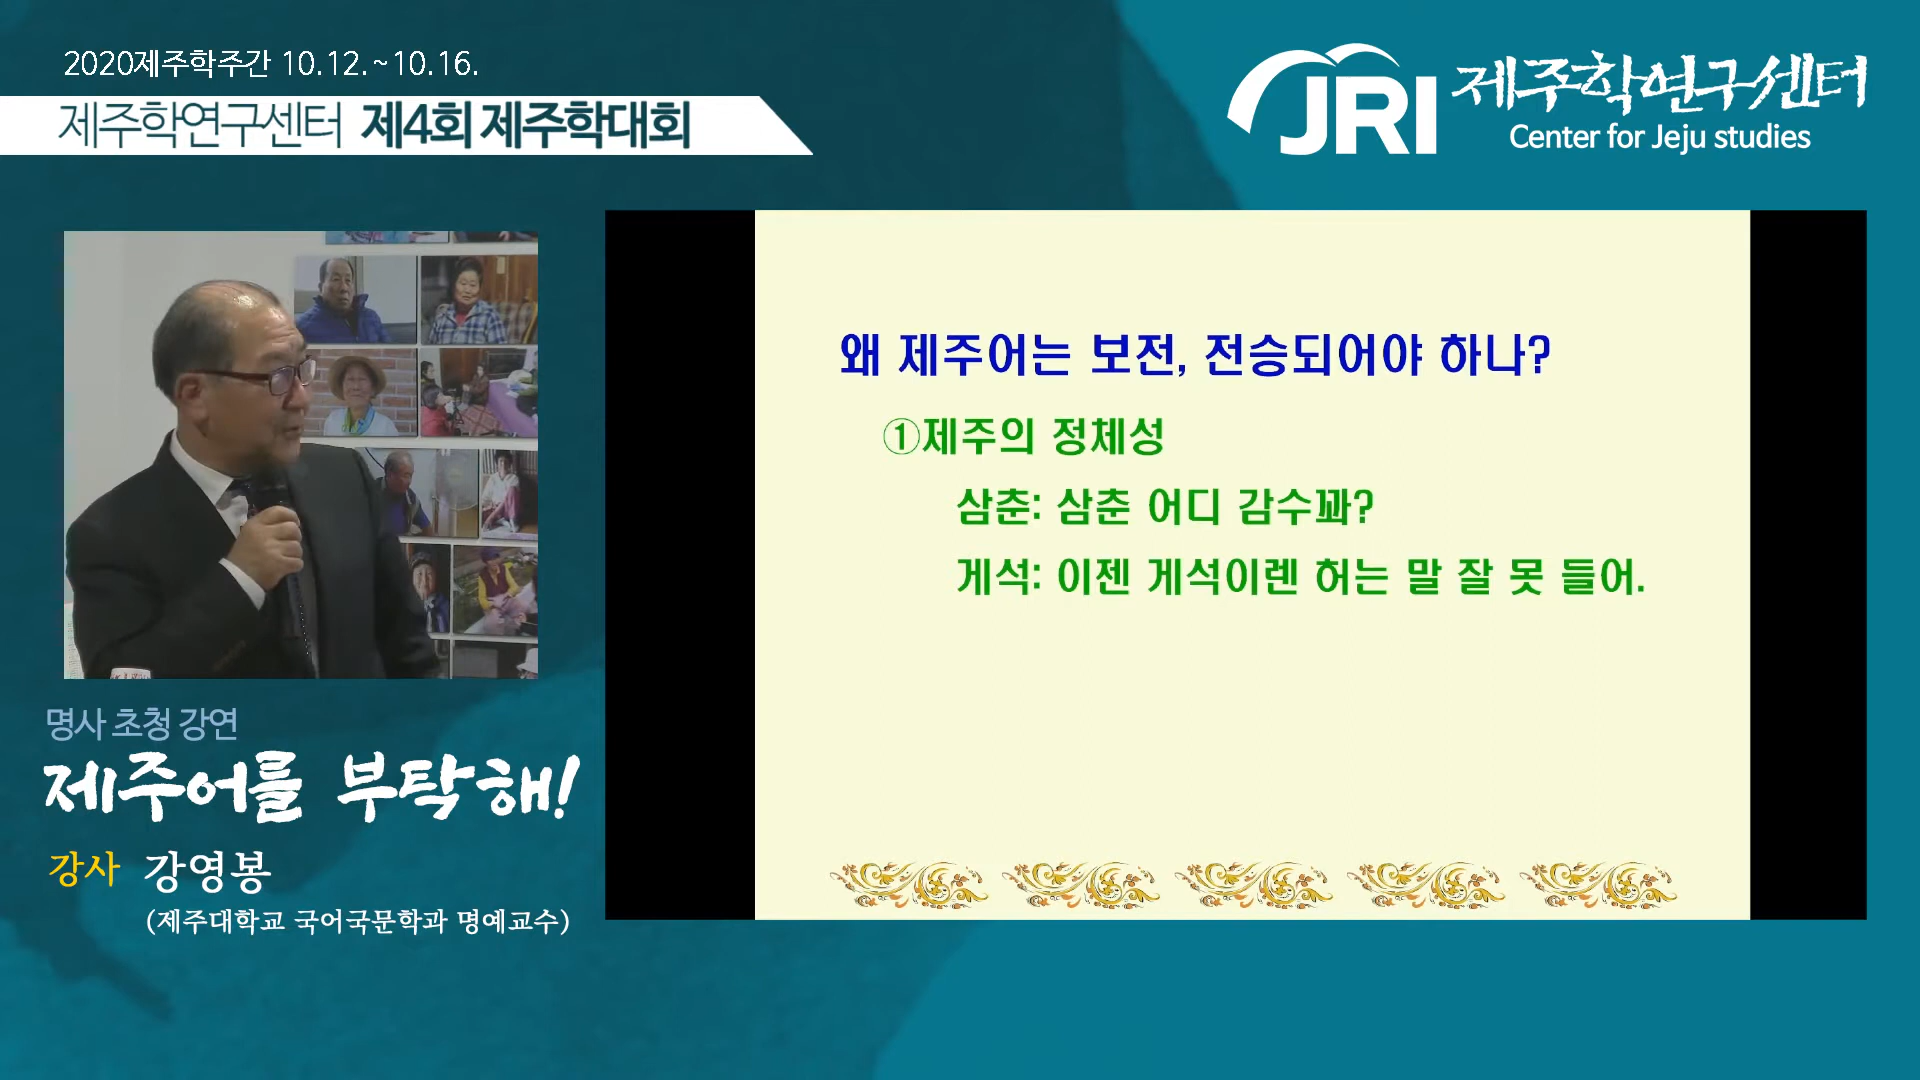 2020제주학주간 10.12.~10.16.
제주학연구센터 제4회 제주학대회
JRI 제주학연구센터
Center for Jeju studies
왜 제주어는 보전, 전승되어야 하나?
①제주의 정체성
삼춘: 삼춘 어디 감수꽈?
게석: 이젠 게석이렌 허는 말 잘 못 들어.
명사 초청 강연
제주어를 부탁해!
강사 강영봉
(제주대학교 국어국문학과 명예교수)